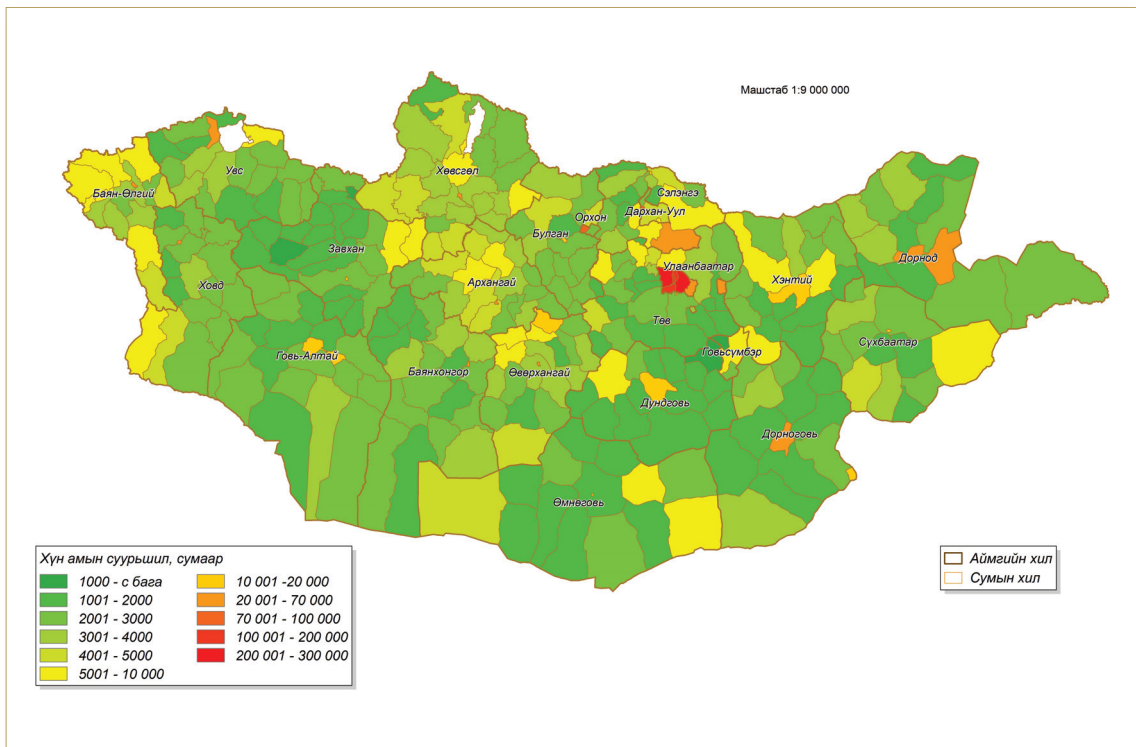 Машстаб 1:9 000 000
Хөвсгөл
Увс
Сэлэнгэ
Баян-Өлгий
Орхон
Дархан-Уул
Булган
Завхан
Улаанбаатар
Дорнод
Хэнтий
Архангай
Ховд
Төв
Сүхбаатар
Говьсүмбэр
Говь-Алтай
Баянхонгор
Өвөрхангай
Дундговь
Дорноговь
Өмнөговь
Хүн амын суурьшил, сумаар
1000 - с бага
1001 - 2000
2001 - 3000
3001 - 4000
4001 - 5000
5001 - 10 000
10 001 -20 000
20 001 - 70 000
70 001 - 100 000
100 001 - 200 000
200 001 - 300 000
Аймгийн хил
Сумын хил